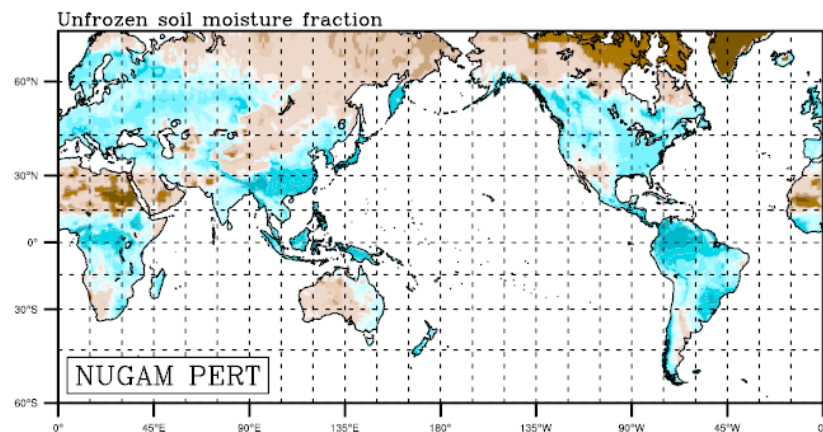 Unfrozen soil moisture fraction
60°N
6
30°N
0°
30°S
NUGAM PERT
60°S
0° 45°E 90°E 135°E 180° 135°W 90°W 45°W 0